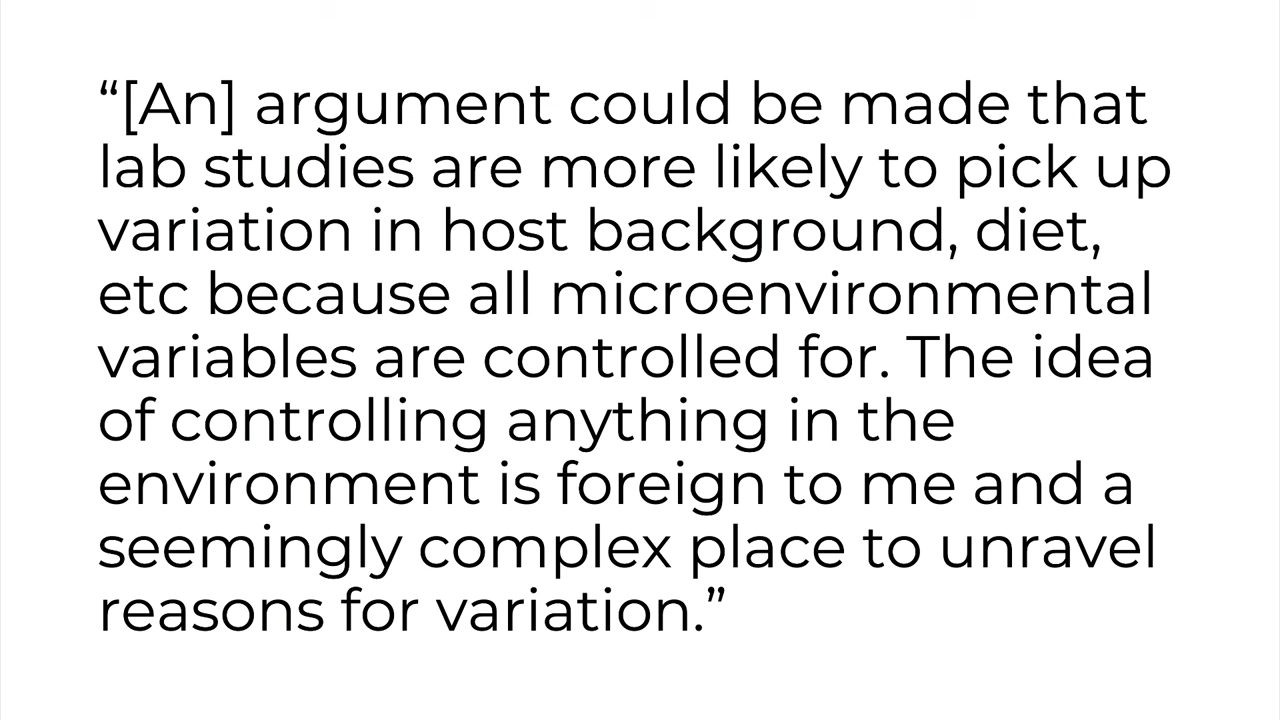 “[An] argument could be made that
lab studies are more likely to pick up
variation in host background, diet,
etc because all microenvironmental
variables are controlled for. The idea
of controlling anything in the
environment is foreign to me and a
seemingly complex place to unravel
reasons for variation.”